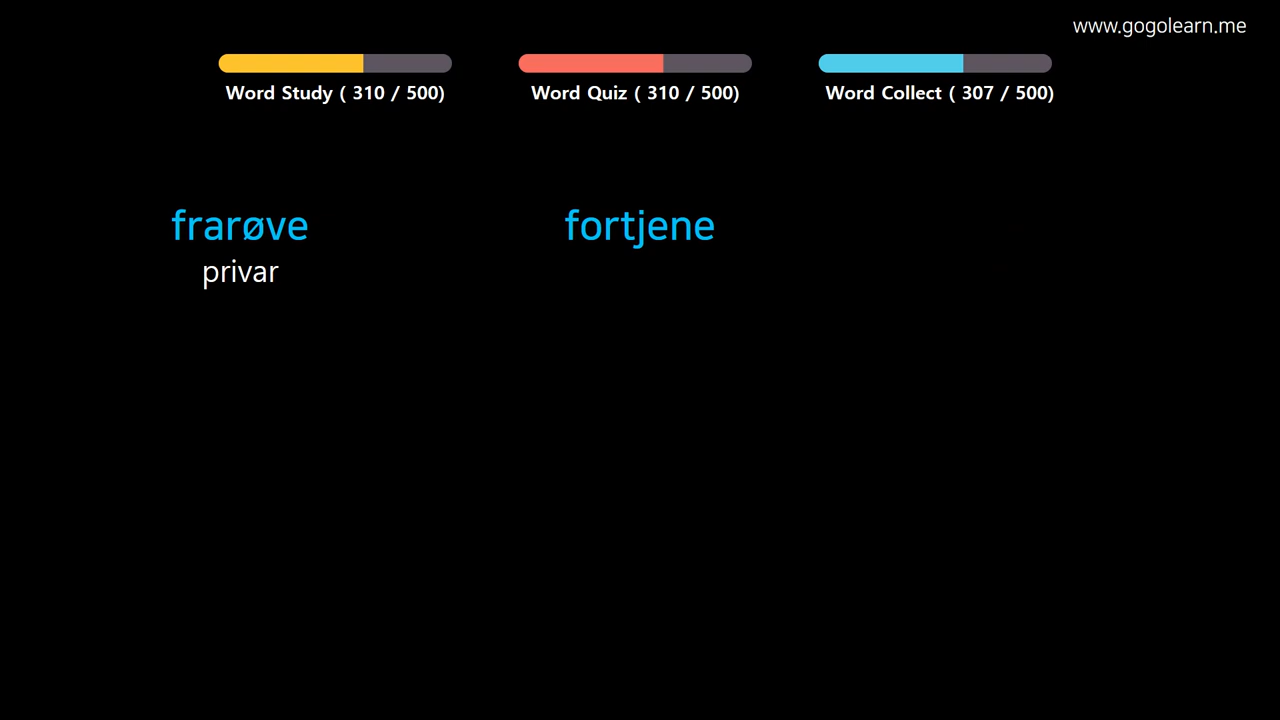 www.gogolearn.me
Word Study ( 310 / 500)
Word Quiz ( 310 / 500)
Word Collect ( 307 / 500)
frarøve
privar
fortjene